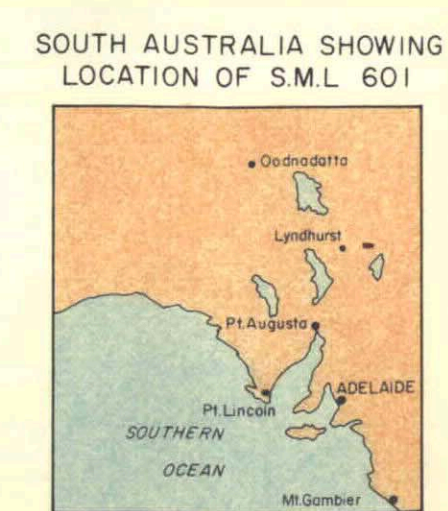 SOUTH AUSTRALIA SHOWING
LOCATION OF S.M.L 601
Oodnadatta
Lyndhurst
Pt.Augusta
ADELAIDE
Pt.Lincoln
SOUTHERN
OCEAN
Mt.Gambier